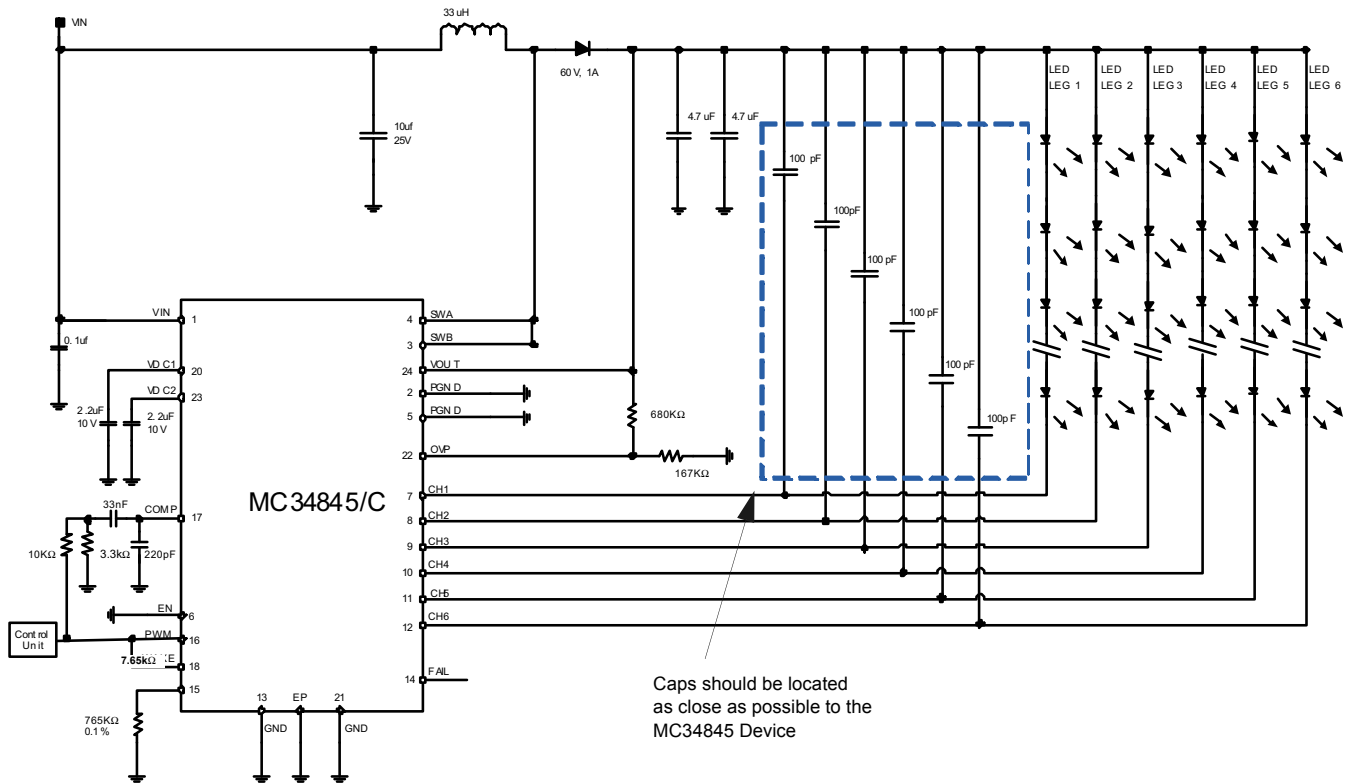 VIN
33 uH
60 V, 1A
10uf
25V
4.7 uF
4.7 uF
100 pF
100pF
100 pF
100 pF
100 pF
100p F
LED
LEG 1
LED
LEG 2
LED
LEG 3
LED
LEG 4
LED
LEG 5
LED
LEG 6
VIN
1
0.1uf
VD C1
20
VD C2
23
2.2uF
10 V
2.2uF
10 V
33nF
COMP
17
10KΩ
3.3kΩ
220pF
EN
6
Control
Unit
PWM
16
7.65kΩ
KE
18
15
765KΩ
0.1 %
MC34845/C
13
EP
21
GND
GND
4
SWA
3
SWB
24
VOU T
2
PGN D
5
PGN D
680KΩ
22
OVP
167KΩ
7
CH1
8
CH2
9
CH3
10
CH4
11
CH5
12
CH6
14
FAIL
Caps should be located
as close as possible to the
MC34845 Device